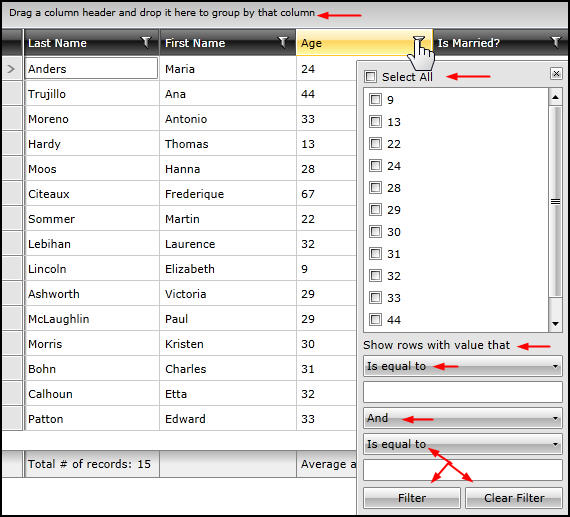 Drag a column header and drop it here to group by that column
Last Name First Name Age Is Married?
Anders Maria 24
Trujillo Ana 44
Moreno Antonio 33
Hardy Thomas 13
Moos Hanna 28
Citeaux Frederique 67
Sommer Martin 22
Lebihan Laurence 32
Lincoln Elizabeth 9
Ashworth Victoria 29
McLaughlin Paul 29
Morris Kristen 30
Bohn Charles 31
Calhoun Etta 32
Patton Edward 33
Total # of records: 15 Average a
Select All
9
13
22
24
28
29
30
31
32
33
44
Show rows with value that
Is equal to
And
Is equal to
Filter Clear Filter